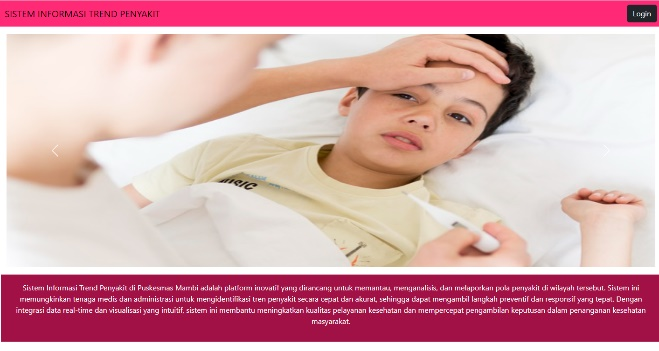 SISTEM INFORMASI TREND PENYAKIT
Login
MUSIC
Sistem Informasi Trend Penyakit di Puskesmas Mambi adalah platform inovatif yang dirancang untuk memantau, menganalisis, dan melaporkan pola penyakit di wilayah tersebut. Sistem ini
memungkinkan tenaga medis dan administrasi untuk mengidentifikasi tren penyakit secara cepat dan akurat, sehingga dapat mengambil langkah preventif dan responsif yang tepat. Dengan
integrasi data real-time dan visualisasi yang intuitif, sistem ini membantu meningkatkan kualitas pelayanan kesehatan dan mempercepat pengambilan keputusan dalam penanganan kesehatan
masyarakat.